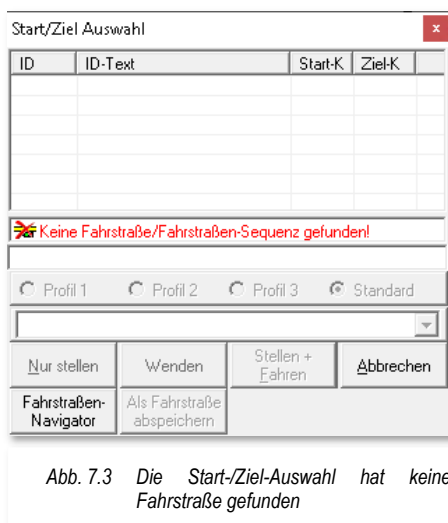 Start/Ziel Auswahl
x
ID ID-Text Start-K Ziel-K
Keine Fahrstraße/Fahrstraßen-Sequenz gefunden!
Profil 1 Profil 2 Profil 3 Standard
Nur stellen Wenden Stellen + Fahren Abbrechen
Fahrstraßen-Navigator Als Fahrstraße abspeichern
Abb. 7.3 Die Start-/Ziel-Auswahl hat keine
Fahrstraße gefunden